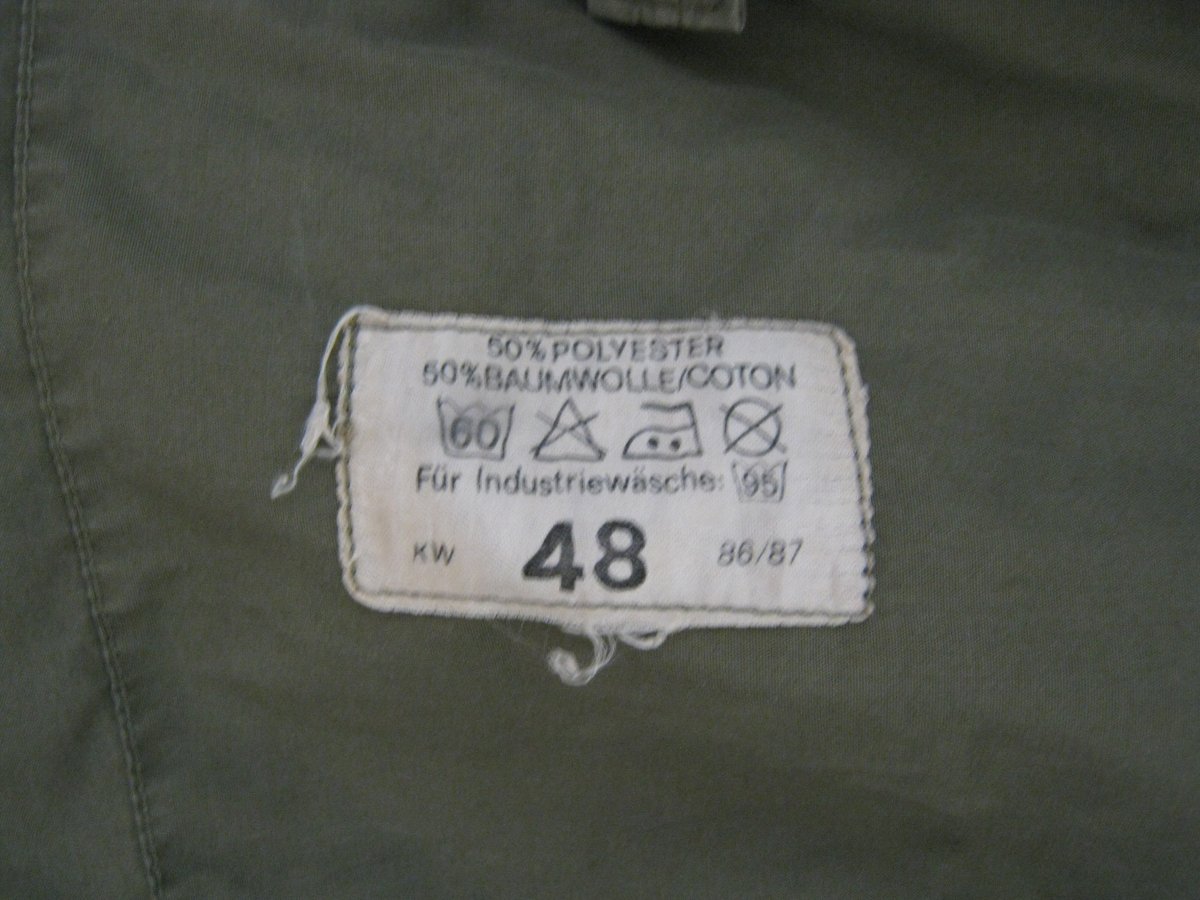 50% POLYESTER
50% BAUMWOLLE/COTON
60
Für Industriewäsche: 95
KW 48 86/87